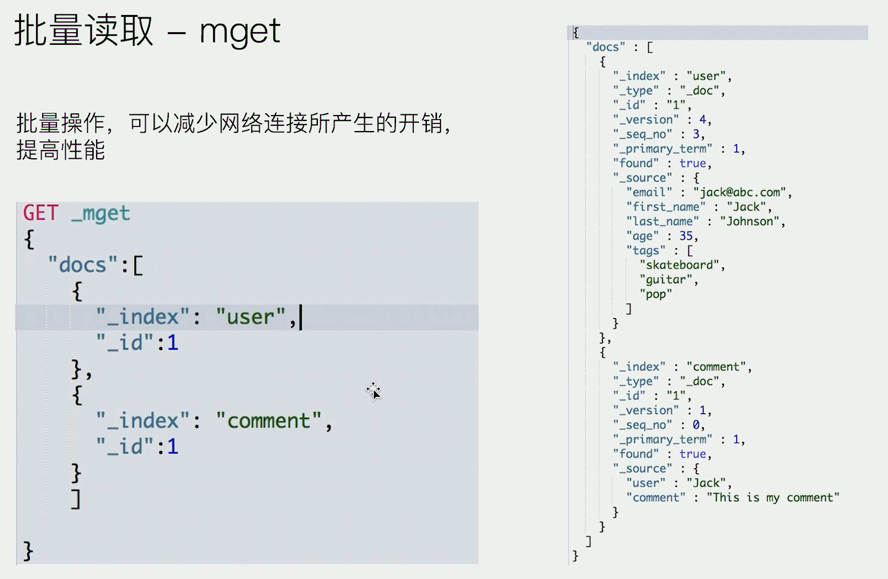 批量读取 – mget
批量操作，可以减少网络连接所产生的开销，
提高性能
GET _mget
{
"docs":[
{
"_index": "user",
"_id":1
},
{
"_index": "comment",
"_id":1
}
]
}
{
"docs" : [
{
"_index" : "user",
"_type" : "_doc",
"_id" : "1",
"_version" : 4,
"_seq_no" : 3,
"_primary_term" : 1,
"found" : true,
"_source" : {
"email" : "jack@abc.com",
"first_name" : "Jack",
"last_name" : "Johnson",
"age" : 35,
"tags" : [
"skateboard",
"guitar",
"pop"
]
}
},
{
"_index" : "comment",
"_type" : "_doc",
"_id" : "1",
"_version" : 1,
"_seq_no" : 0,
"_primary_term" : 1,
"found" : true,
"_source" : {
"user" : "Jack",
"comment" : "This is my comment"
}
}
]
}